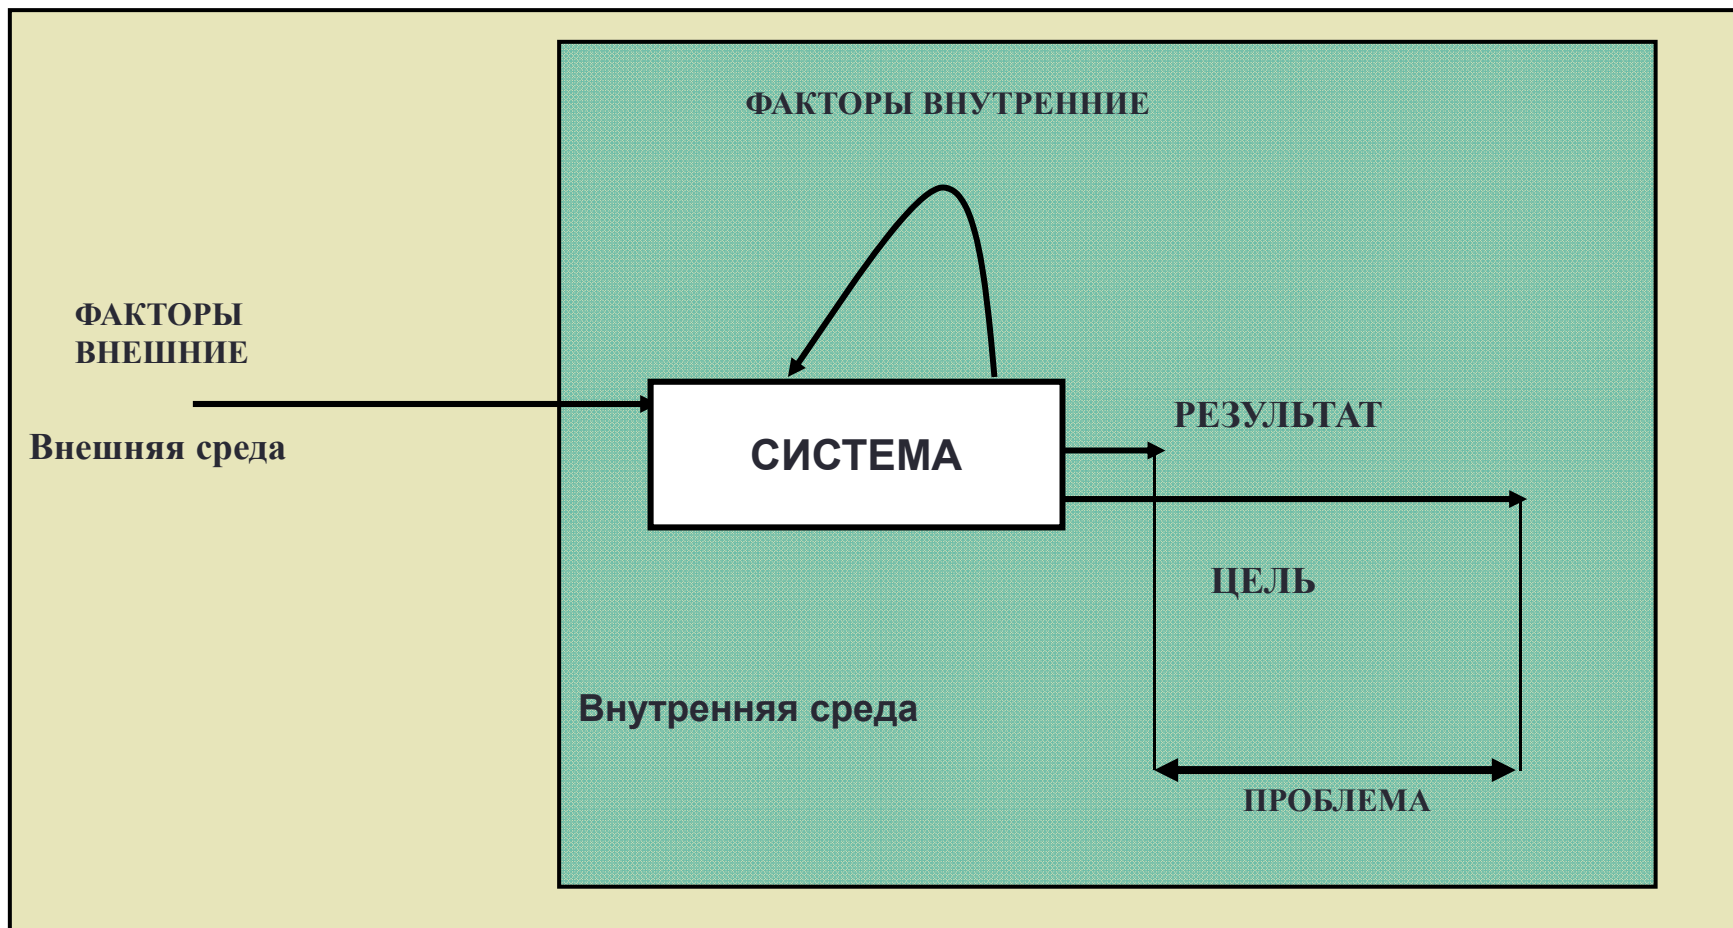 ФАКТОРЫ ВНУТРЕННИЕ
ФАКТОРЫ
ВНЕШНИЕ
Внешняя среда
СИСТЕМА
РЕЗУЛЬТАТ
ЦЕЛЬ
Внутренняя среда
ПРОБЛЕМА